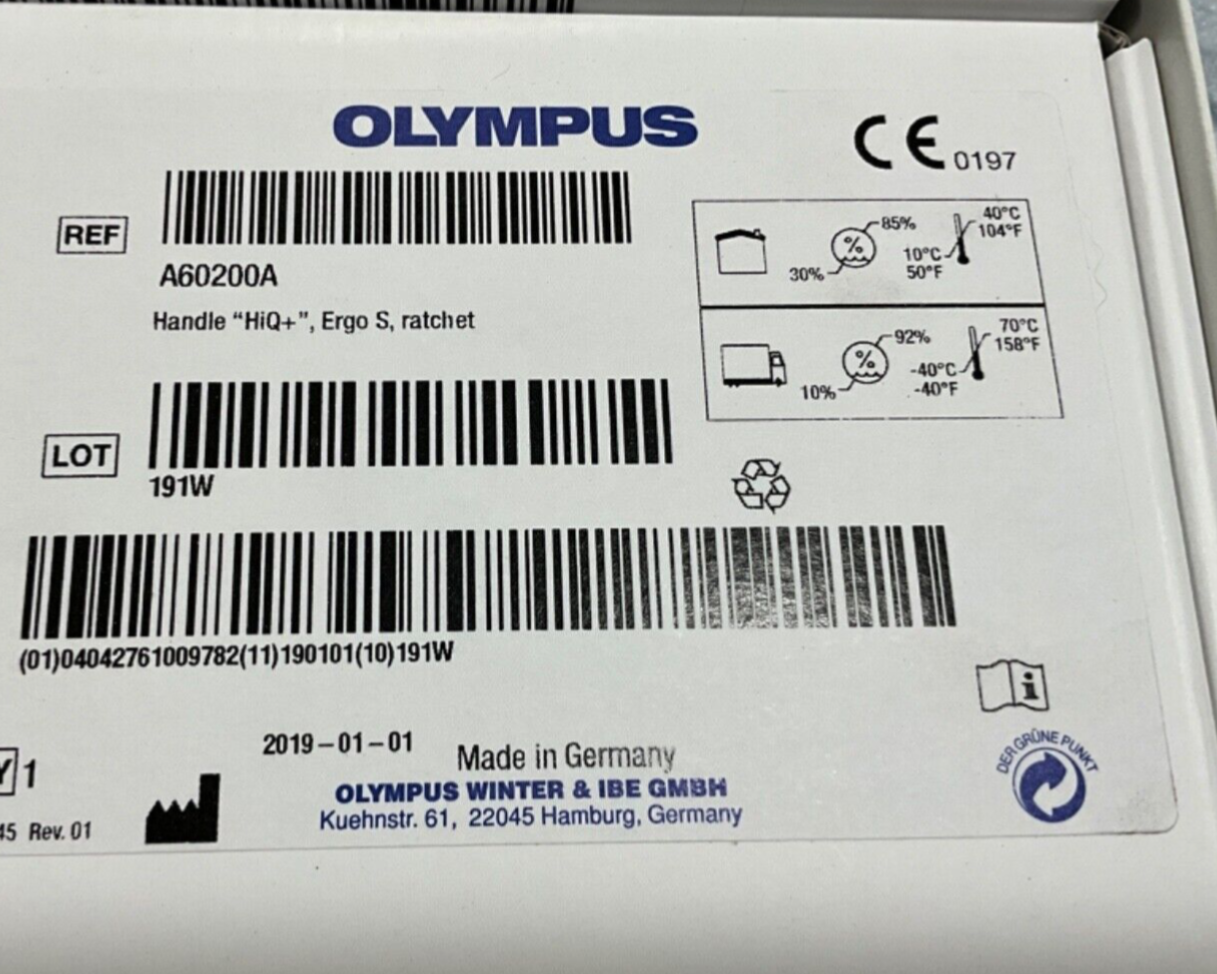 OLYMPUS
CE 0197
REF
A60200A
Handle “HiQ+”, Ergo S, ratchet
85%
30%
40°C
104°F
10°C
50°F
92%
10%
70°C
158°F
-40°C
-40°F
LOT
191W
(01)04042761009782(11)190101(10)191W
i
DER GRÜNE PUNKT
1
2019-01-01
Made in Germany
OLYMPUS WINTER & IBE GMBH
Kuehnstr. 61, 22045 Hamburg, Germany
Rev. 01